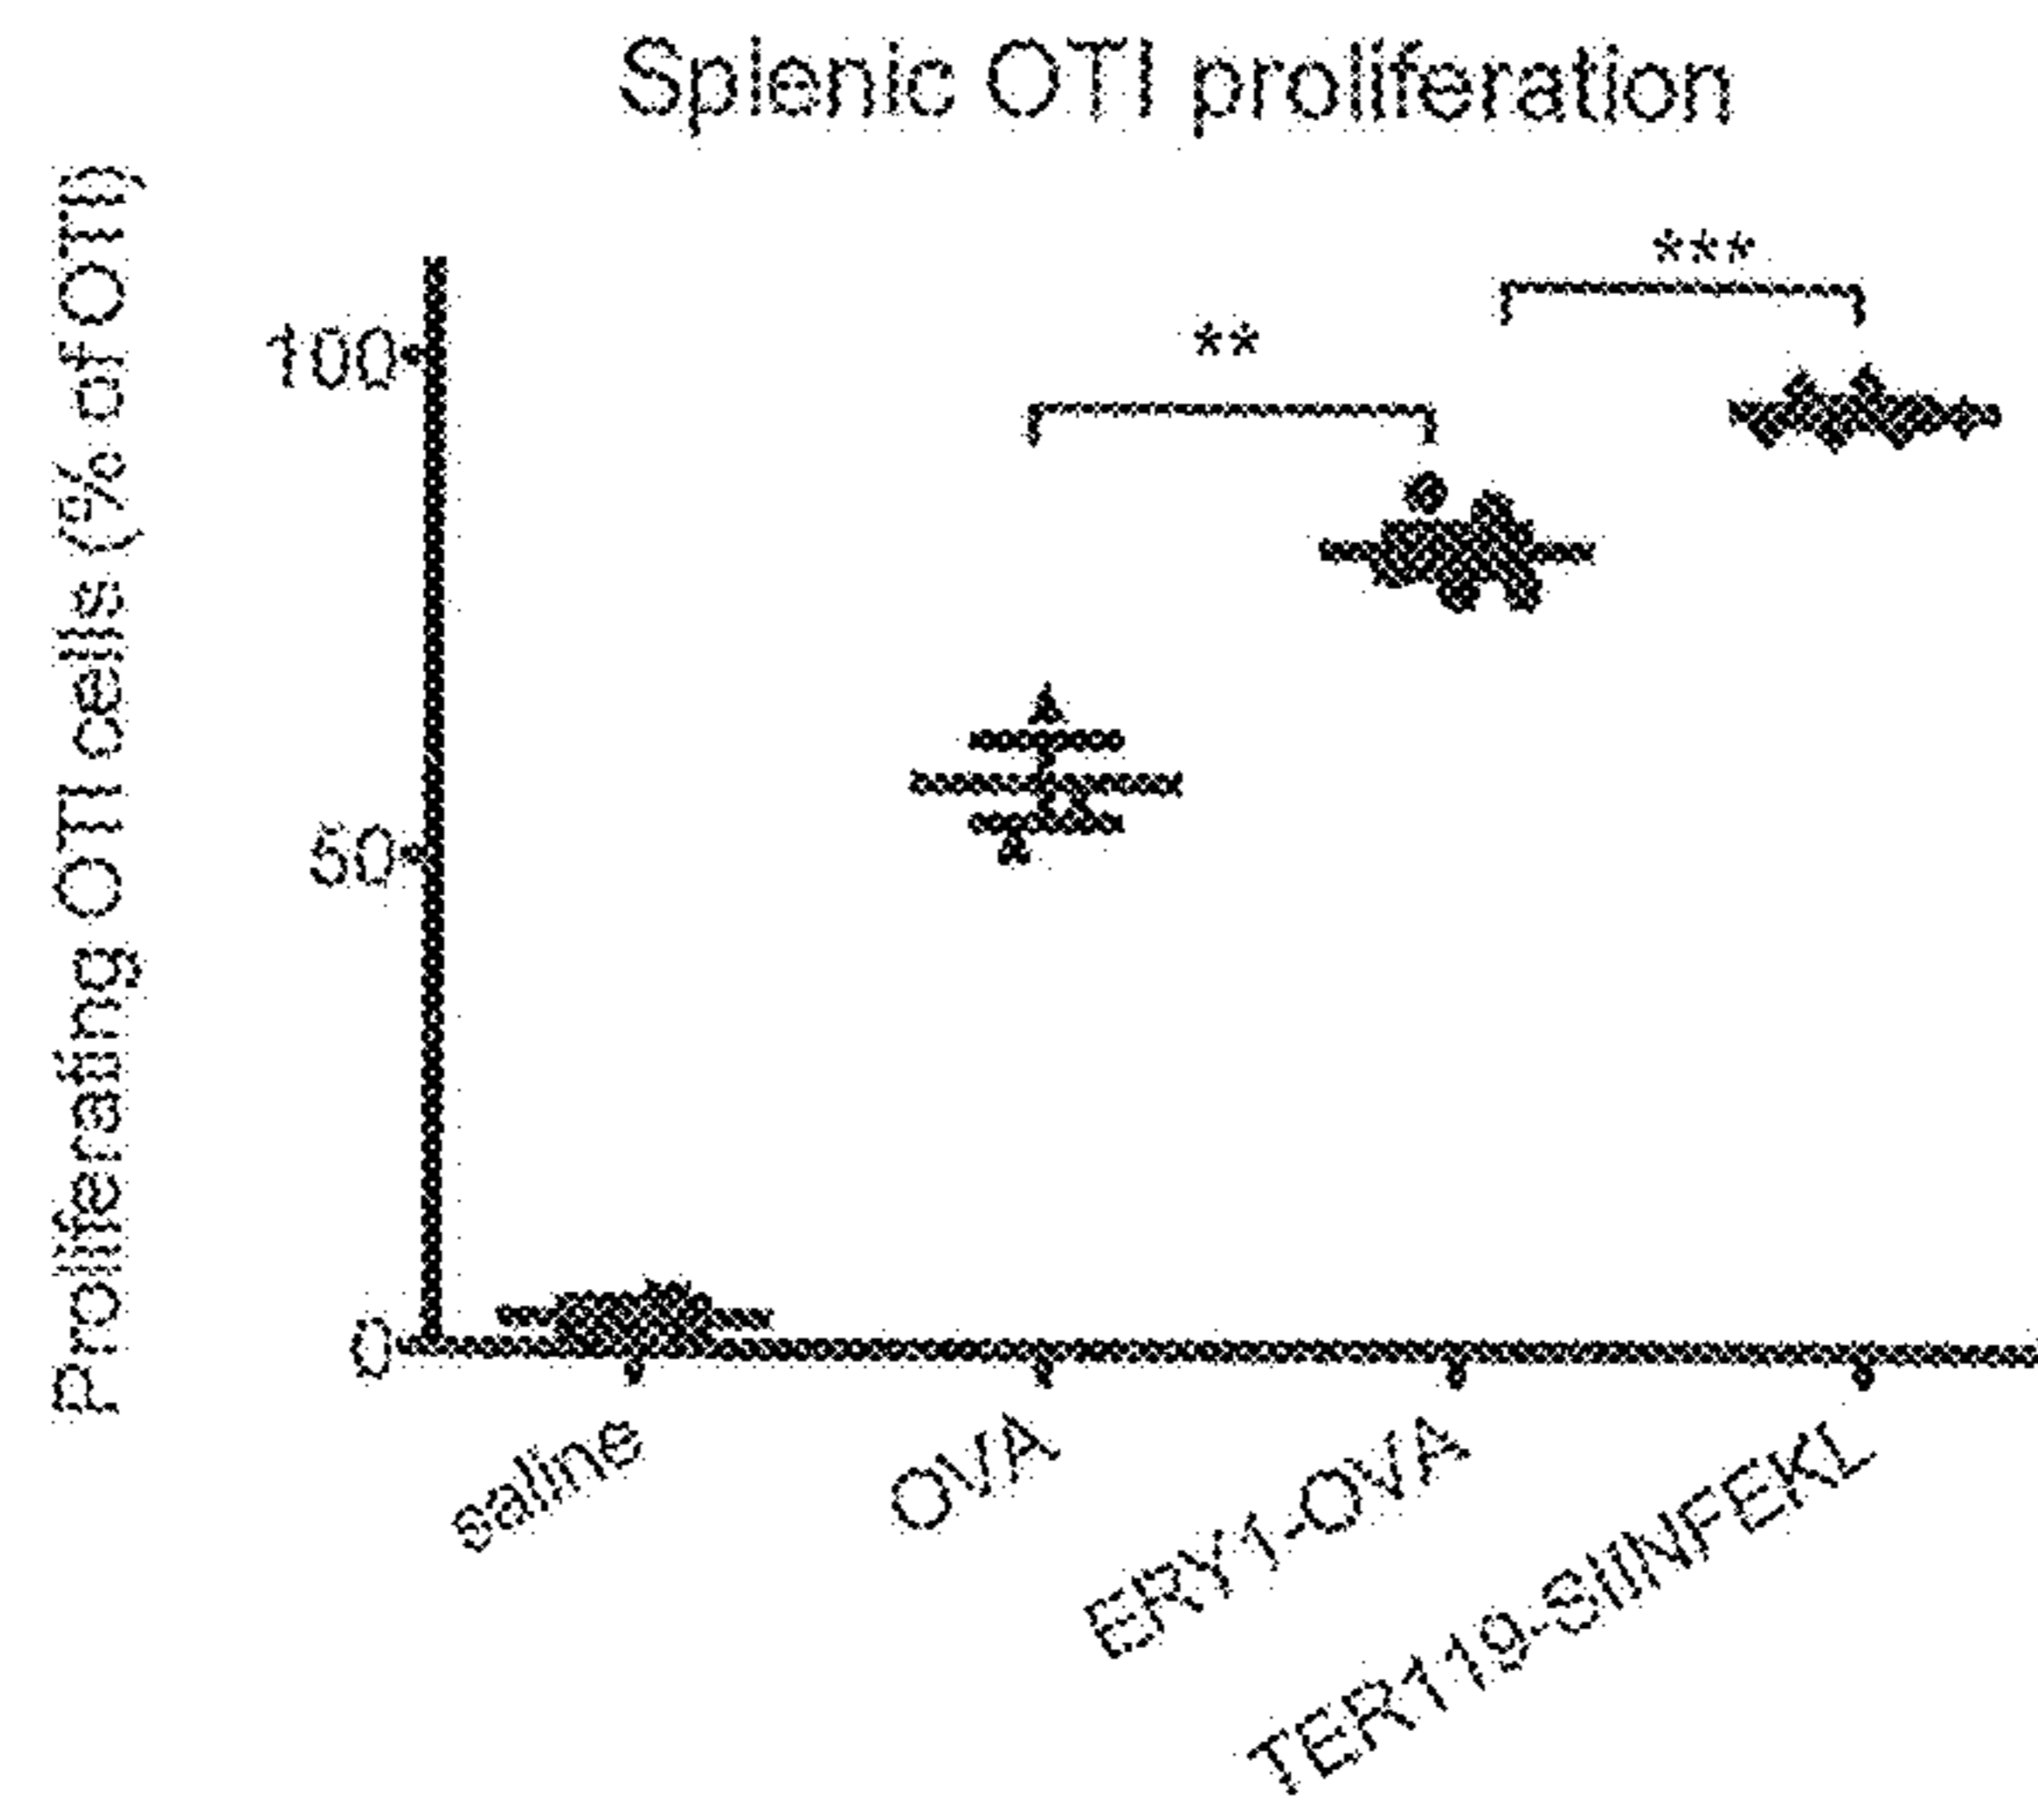 Splenic OTI proliferation
Proliferating OTI cells (% of OTI)
100
50
0
**
***
saline
OVA
ERY1-OVA
TER119-SIINFEKL